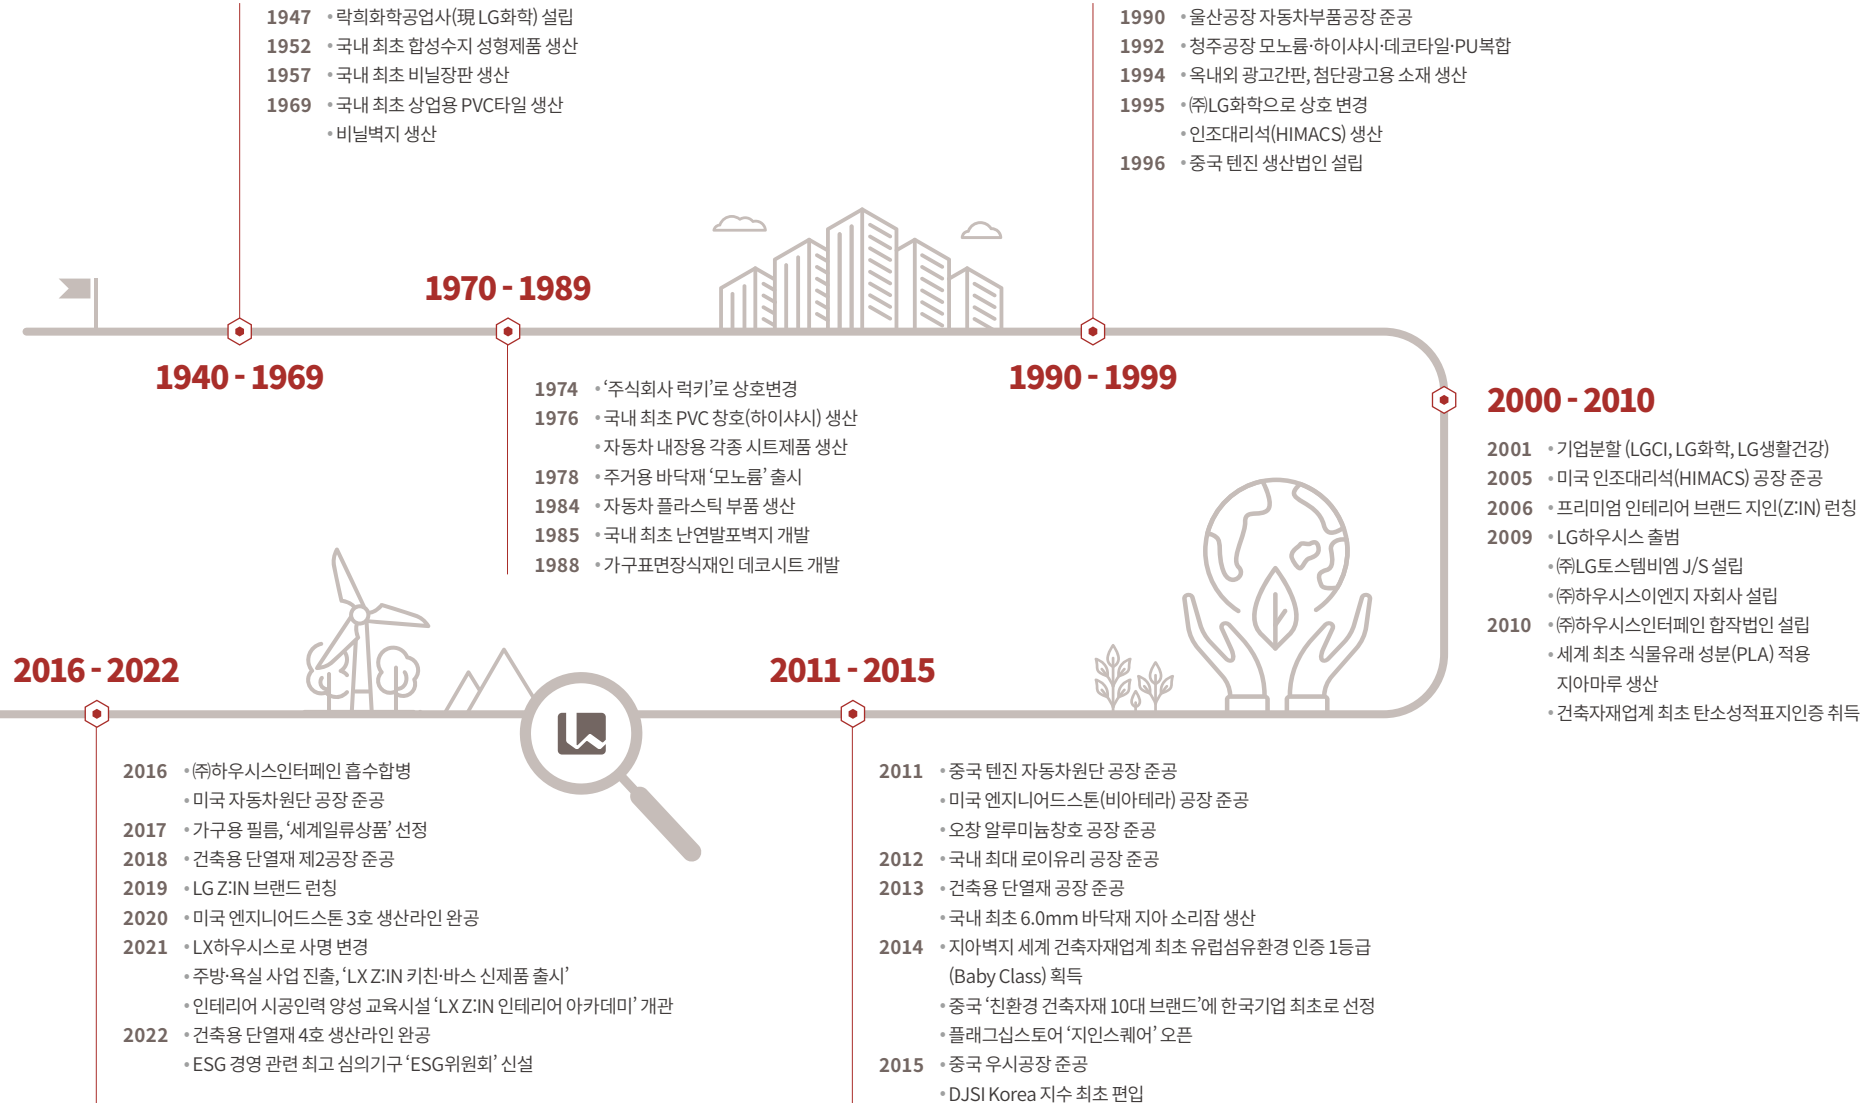 1940 - 1969
1947 • 락희화학공업사(現 LG화학) 설립
1952 • 국내 최초 합성수지 성형제품 생산
1957 • 국내 최초 비닐장판 생산
1969 • 국내 최초 상업용 PVC타일 생산
• 비닐벽지 생산
1970 - 1989
1974 • ‘주식회사 럭키’로 상호변경
1976 • 국내 최초 PVC 창호(하이샤시) 생산
• 자동차 내장용 각종 시트제품 생산
1978 • 주거용 바닥재 ‘모노륨’ 출시
1984 • 자동차 플라스틱 부품 생산
1985 • 국내 최초 난연발포벽지 개발
1988 • 가구표면장식재인 데코시트 개발
1990 - 1999
1990 • 울산공장 자동차부품공장 준공
1992 • 청주공장 모노륨·하이샤시·데코타일·PU복합
1994 • 옥내외 광고간판, 첨단광고용 소재 생산
1995 • ㈜LG화학으로 상호 변경
• 인조대리석(HIMACS) 생산
1996 • 중국 텐진 생산법인 설립
2000 - 2010
2001 • 기업분할 (LGCI, LG화학, LG생활건강)
2005 • 미국 인조대리석(HIMACS) 공장 준공
2006 • 프리미엄 인테리어 브랜드 지인(Z:IN) 런칭
2009 • LG하우시스 출범
• ㈜LG토스템비엠 J/S 설립
• ㈜하우시스이엔지 자회사 설립
2010 • ㈜하우시스인터페인 합작법인 설립
• 세계 최초 식물유래 성분(PLA) 적용
지아마루 생산
• 건축자재업계 최초 탄소성적표지인증 취득
2011 - 2015
2011 • 중국 텐진 자동차원단 공장 준공
• 미국 엔지니어드스톤(비아테라) 공장 준공
• 오창 알루미늄창호 공장 준공
2012 • 국내 최대 로이유리 공장 준공
2013 • 건축용 단열재 공장 준공
• 국내 최초 6.0mm 바닥재 지아 소리잠 생산
2014 • 지아벽지 세계 건축자재업계 최초 유럽섬유환경 인증 1등급
(Baby Class) 획득
• 중국 ‘친환경 건축자재 10대 브랜드’에 한국기업 최초로 선정
• 플래그십스토어 ‘지인스퀘어’ 오픈
2015 • 중국 우시공장 준공
• DJSI Korea 지수 최초 편입
2016 - 2022
2016 • ㈜하우시스인터페인 흡수합병
• 미국 자동차원단 공장 준공
2017 • 가구용 필름, ‘세계일류상품’ 선정
2018 • 건축용 단열재 제2공장 준공
2019 • LG Z:IN 브랜드 런칭
2020 • 미국 엔지니어드스톤 3호 생산라인 완공
2021 • LX하우시스로 사명 변경
• 주방·욕실 사업 진출, ‘LX Z:IN 키친·바스 신제품 출시’
• 인테리어 시공인력 양성 교육시설 ‘LX Z:IN 인테리어 아카데미’ 개관
2022 • 건축용 단열재 4호 생산라인 완공
• ESG 경영 관련 최고 심의기구 ‘ESG위원회’ 신설